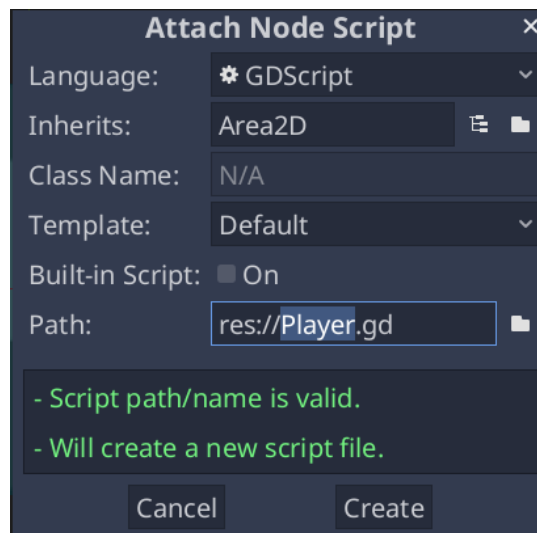 Attach Node Script
Language: GDScript
Inherits: Area2D
Class Name: N/A
Template: Default
Built-in Script: On
Path: res://Player.gd
- Script path/name is valid.
- Will create a new script file.
Cancel Create